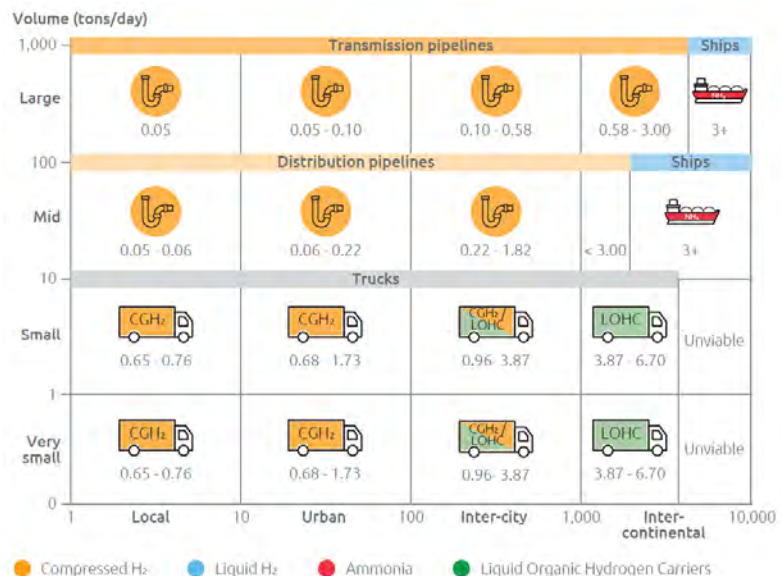 Volume (tons/day)
1,000 Transmission pipelines Ships
Large
NH₃
0.05 0.05 - 0.10 0.10 - 0.58 0.58 - 3.00 3+
100 Distribution pipelines Ships
Mid
NH₃
0.05 - 0.06 0.06 - 0.22 0.22 - 1.82 < 3.00 3+
10 Trucks
Small CGH₂ CGH₂ CGH₂/ LOHC LOHC Unviable
0.65 - 0.76 0.68 - 1.73 0.96- 3.87 3.87 - 6.70
1
Very small CGH₂ CGH₂ CGH₂/ LOHC LOHC Unviable
0.65 - 0.76 0.68 - 1.73 0.96- 3.87 3.87 - 6.70
0
1 Local 10 Urban 100 Inter-city 1,000 Inter-continental 10,000
Compressed H₂ Liquid H₂ Ammonia Liquid Organic Hydrogen Carriers